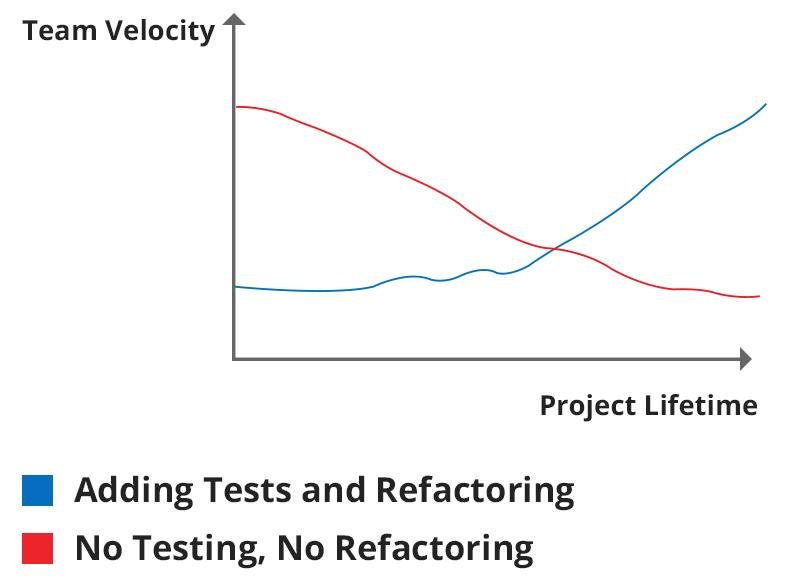 Team Velocity
Project Lifetime
Adding Tests and Refactoring
No Testing, No Refactoring